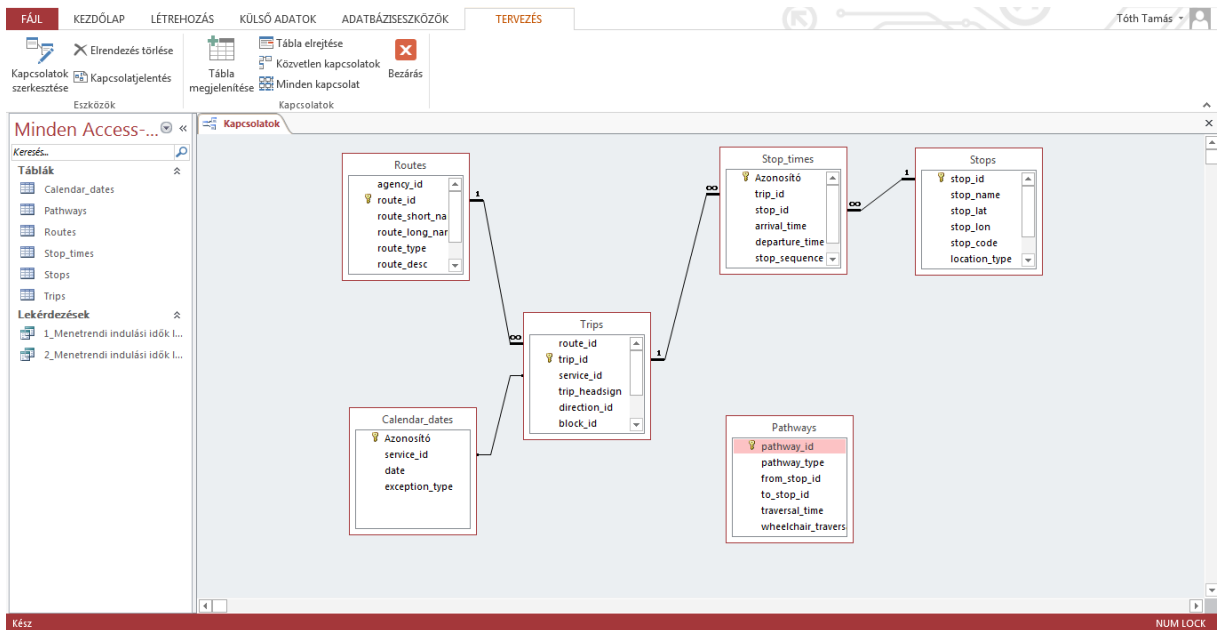 FÁJL KEZDŐLAP LÉTREHOZÁS KÜLSŐ ADATOK ADATBÁZISESZKÖZÖK TERVEZÉS Tóth Tamás
Kapcsolatok szerkesztése
Elrendezés törlése
Kapcsolatjelentés
Eszközök
Tábla megjelenítése
Tábla elrejtése
Közvetlen kapcsolatok
Minden kapcsolat
Bezárás
Kapcsolatok
Minden Access-...
Keresés...
Táblák
Calendar_dates
Pathways
Routes
Stop_times
Stops
Trips
Lekérdezések
1_Menetrendi indulási idők l...
2_Menetrendi indulási idők l...
Kapcsolatok
Routes
agency_id
route_id
route_short_na
route_long_nar
route_type
route_desc
1
∞
Stop_times
Azonosító
trip_id
stop_id
arrival_time
departure_time
stop_sequence
∞
∞
1
Stops
stop_id
stop_name
stop_lat
stop_lon
stop_code
location_type
Trips
route_id
trip_id
service_id
trip_headsign
direction_id
block_id
1
Calendar_dates
Azonosító
service_id
date
exception_type
Pathways
pathway_id
pathway_type
from_stop_id
to_stop_id
traversal_time
wheelchair_travers
Kész NUM LOCK